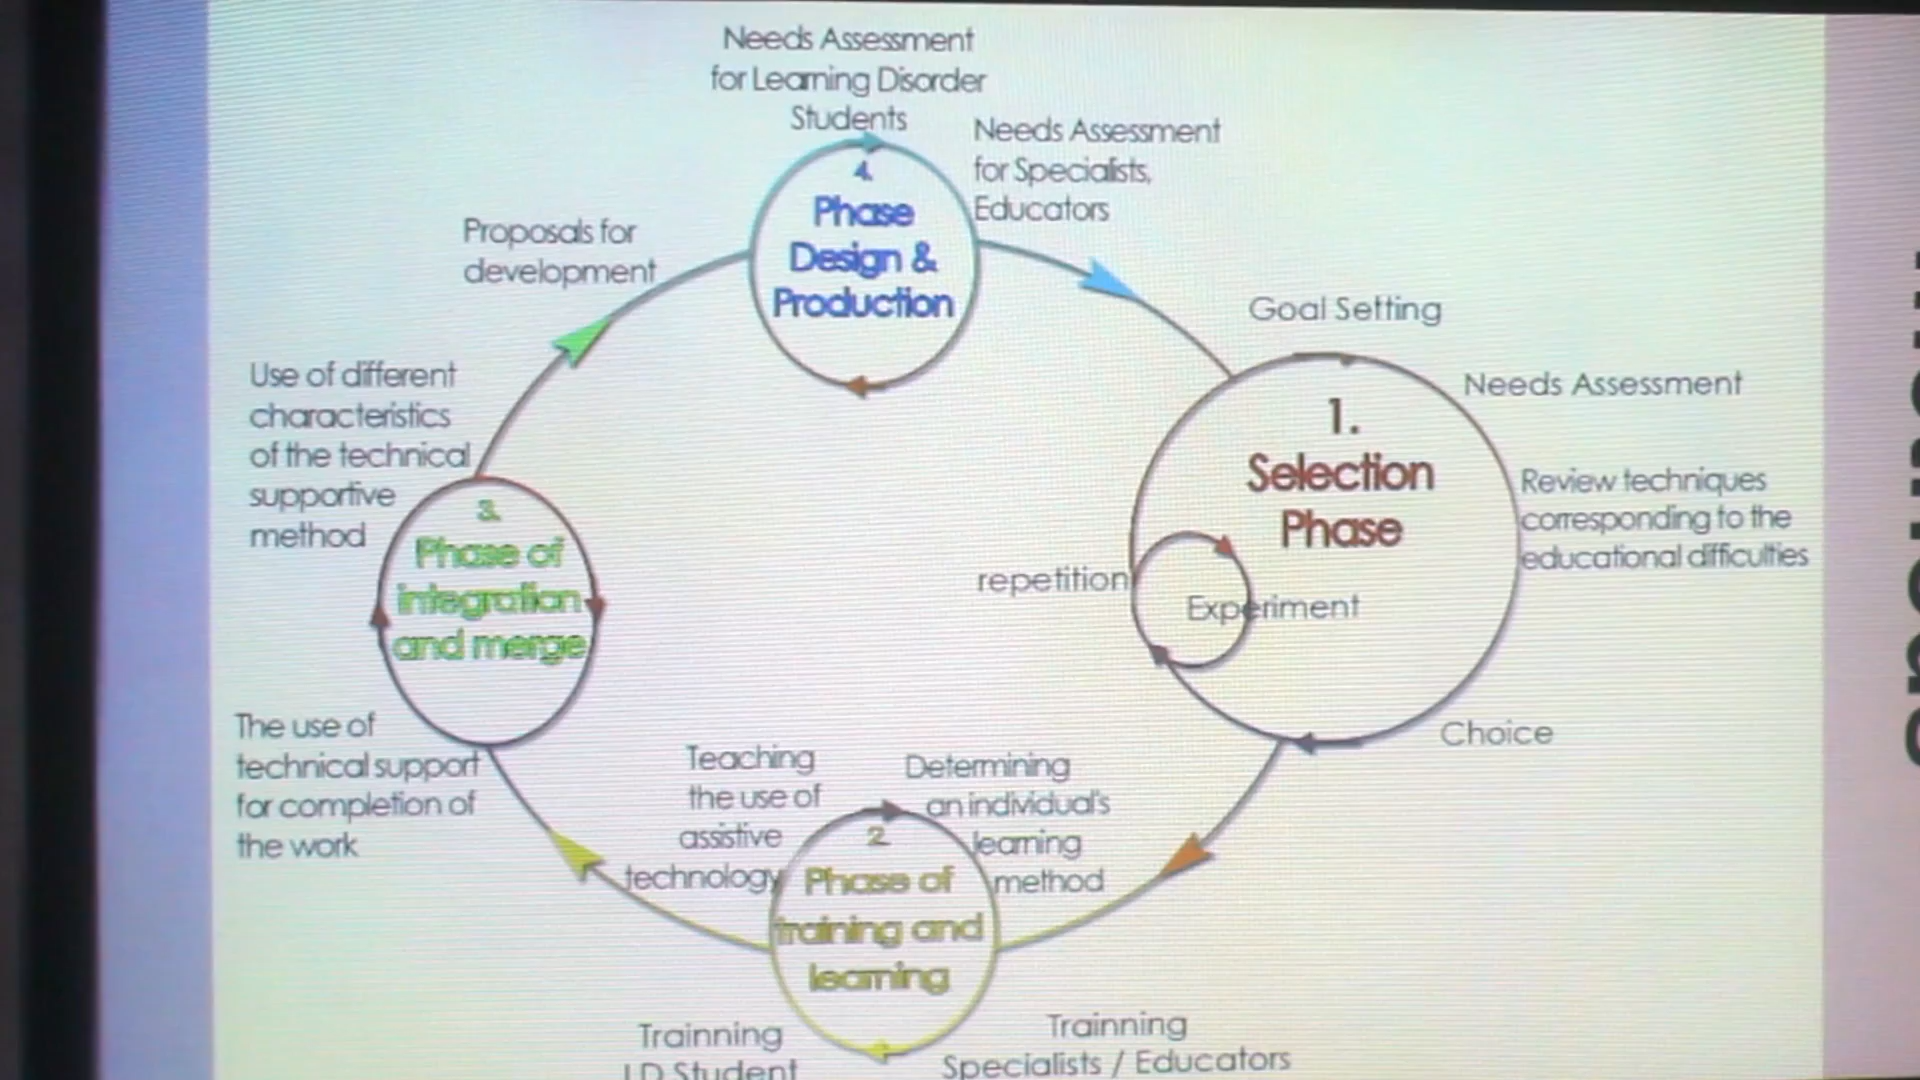 Needs Assessment
for Learning Disorder
Students
Needs Assessment
for Specialists,
Educators
4.
Phase
Design &
Production
Proposals for
development
Goal Setting
Needs Assessment
1.
Selection
Phase
Review techniques
corresponding to the
educational difficulties
repetition
Experiment
Choice
Use of different
characteristics
of the technical
supportive
method
3.
Phase of
integration
and merge
The use of
technical support
for completion of
the work
Teaching
the use of
assistive
technology
Determining
an individual's
learning
method
2
Phase of
training and
learning
Trainning
LD Student
Trainning
Specialists / Educators